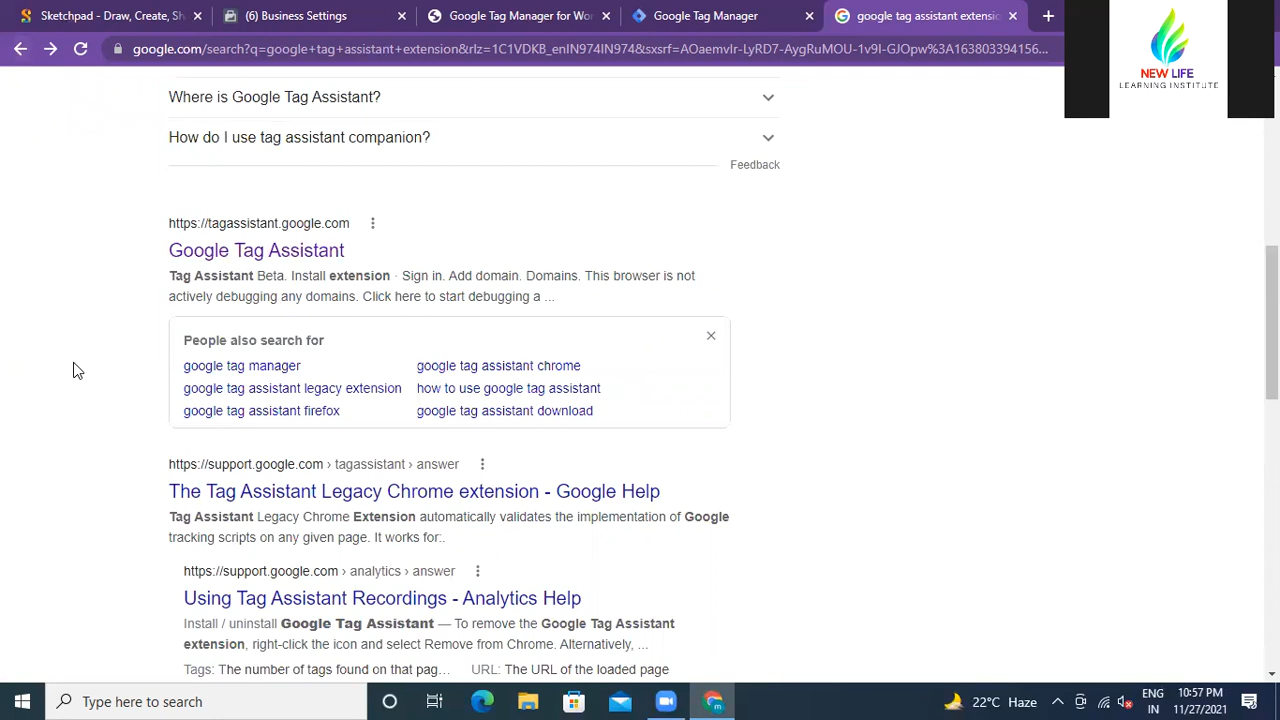 Sketchpad - Draw, Create, Sh
(6) Business Settings
Google Tag Manager for Wo
Google Tag Manager
google tag assistant extensio
google.com/search?q=google+tag+assistant+extension&rlz=1C1VDKB_enIN974IN974&sxsrf=AOaemvIr-LyRD7-AygRuMOU-1v9I-GJOpw%3A163803394156...
NEW LIFE
LEARNING INSTITUTE
Where is Google Tag Assistant?
How do I use tag assistant companion?
Feedback
https://tagassistant.google.com
Google Tag Assistant
Tag Assistant Beta. Install extension · Sign in. Add domain. Domains. This browser is not
actively debugging any domains. Click here to start debugging a ...
People also search for
google tag manager
google tag assistant chrome
google tag assistant legacy extension
how to use google tag assistant
google tag assistant firefox
google tag assistant download
https://support.google.com › tagassistant › answer
The Tag Assistant Legacy Chrome extension - Google Help
Tag Assistant Legacy Chrome Extension automatically validates the implementation of Google
tracking scripts on any given page. It works for:.
https://support.google.com › analytics › answer
Using Tag Assistant Recordings - Analytics Help
Install / uninstall Google Tag Assistant — To remove the Google Tag Assistant
extension, right-click the icon and select Remove from Chrome. Alternatively, ...
Tags: The number of tags found on that pag... URL: The URL of the loaded page
Type here to search
22°C Haze
ENG
IN
10:57 PM
11/27/2021